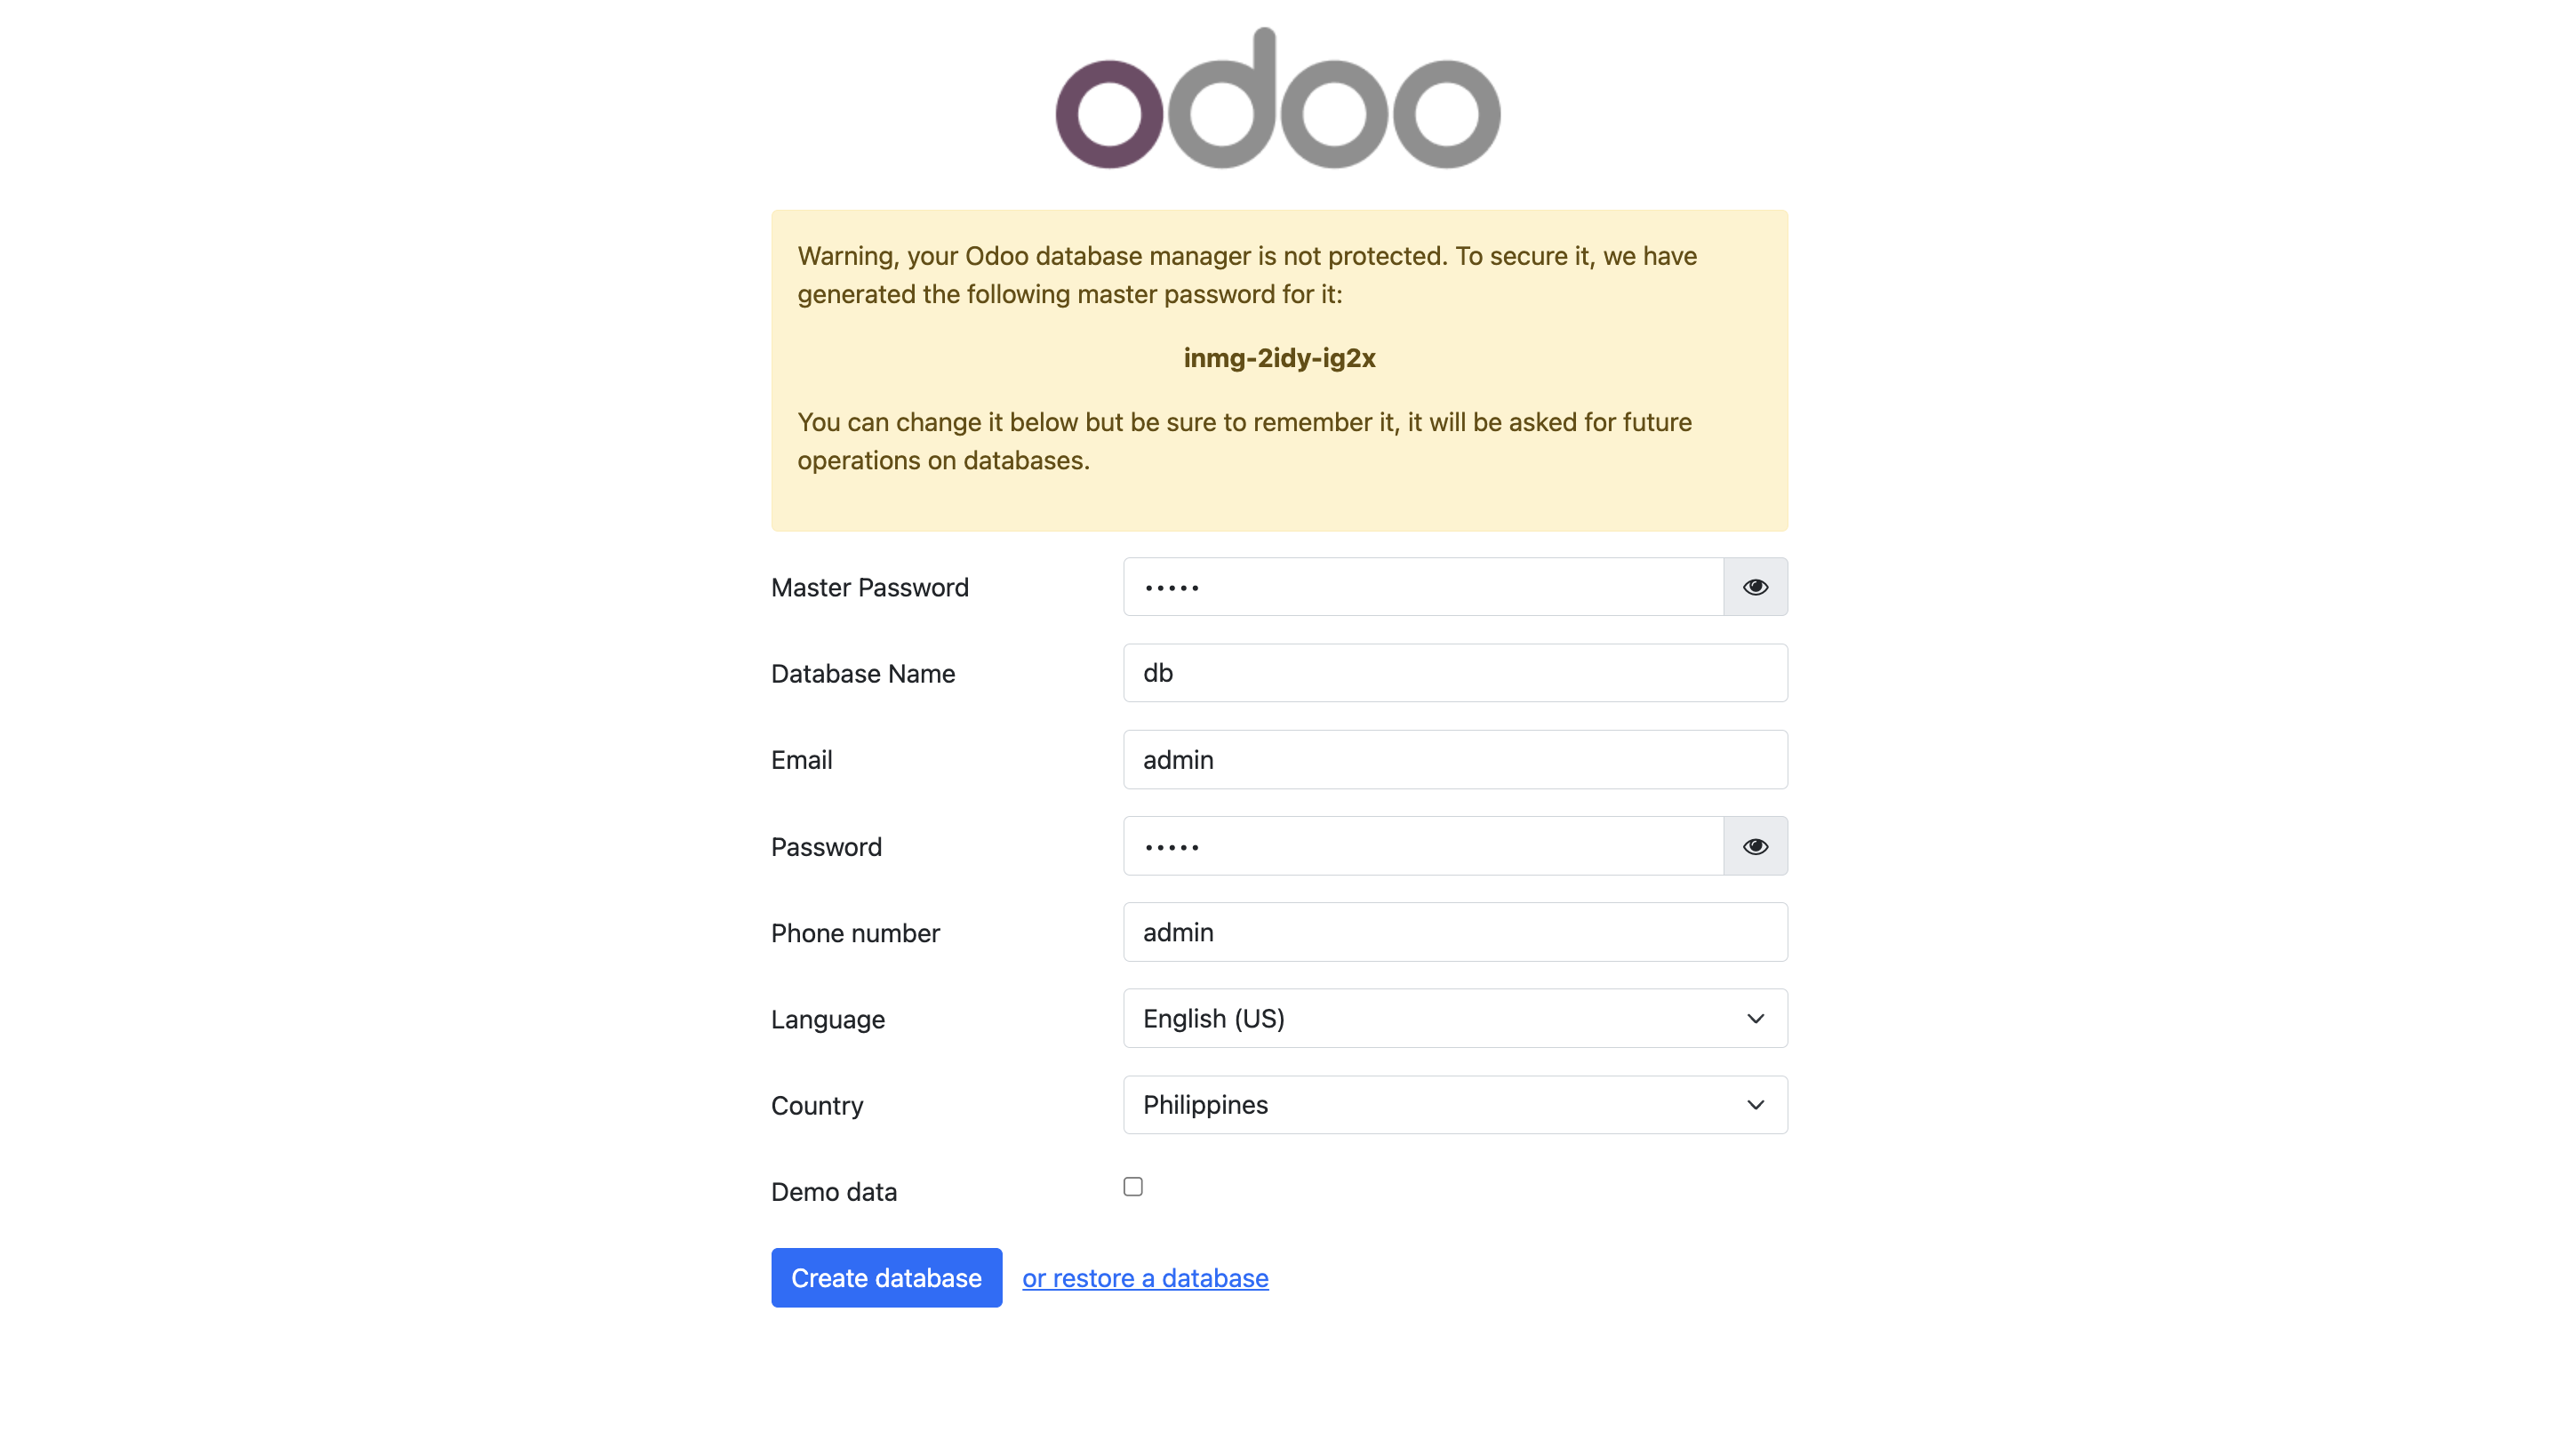 odoo
Warning, your Odoo database manager is not protected. To secure it, we have
generated the following master password for it:
inmg-2idy-ig2x
You can change it below but be sure to remember it, it will be asked for future
operations on databases.
Master Password •••••
Database Name db
Email admin
Password •••••
Phone number admin
Language English (US)
Country Philippines
Demo data
Create database or restore a database